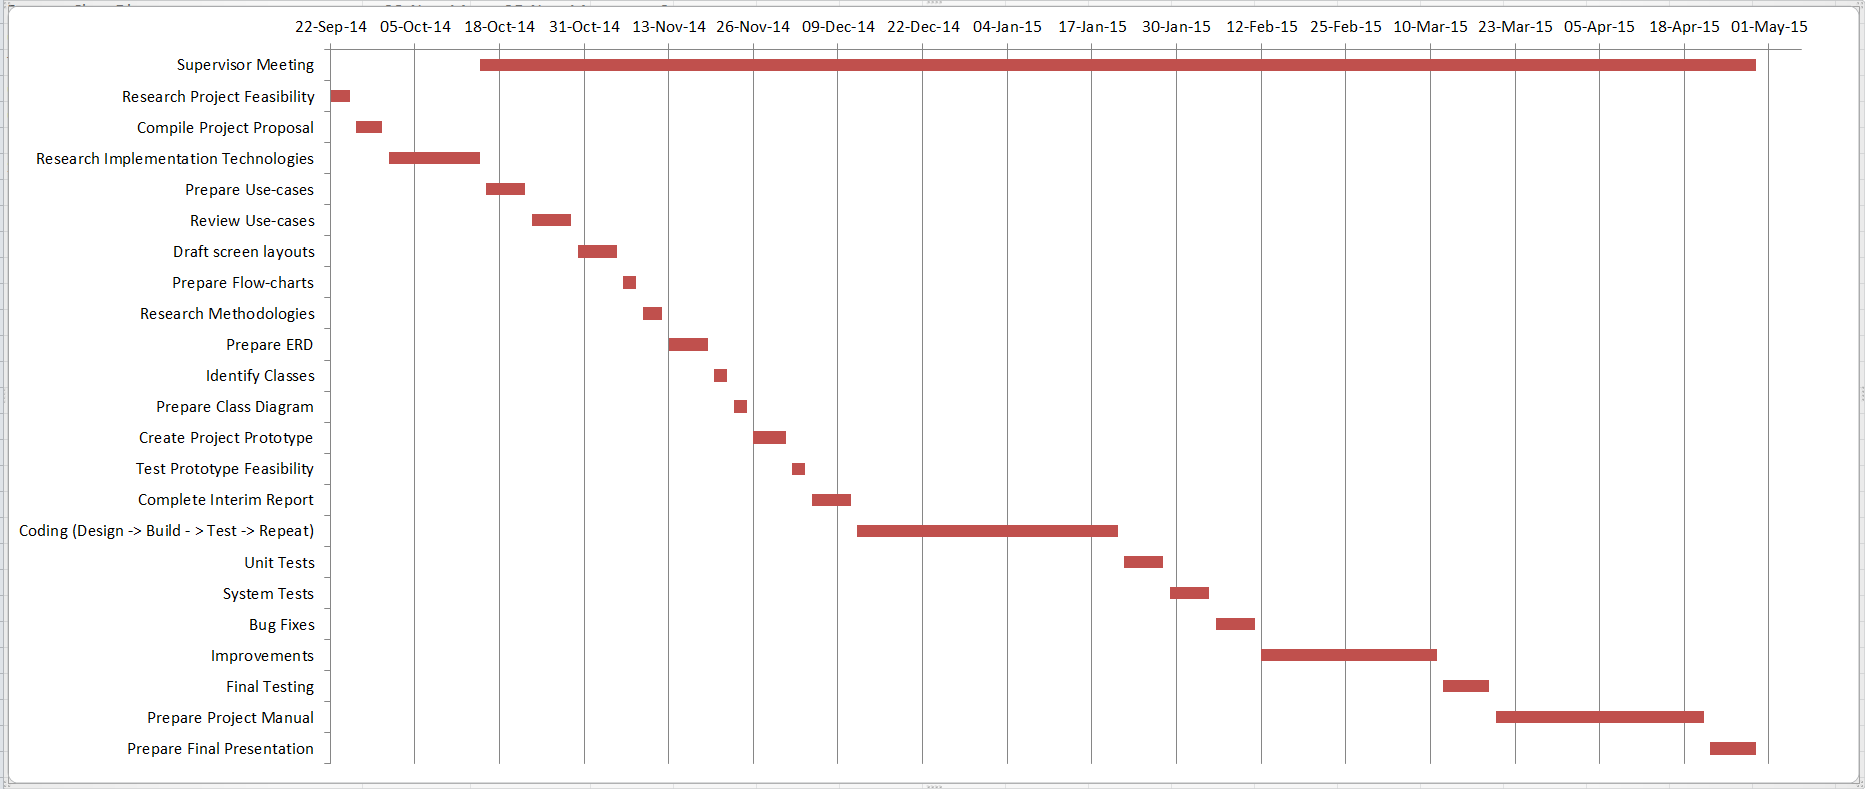 22-Sep-14 05-Oct-14 18-Oct-14 31-Oct-14 13-Nov-14 26-Nov-14 09-Dec-14 22-Dec-14 04-Jan-15 17-Jan-15 30-Jan-15 12-Feb-15 25-Feb-15 10-Mar-15 23-Mar-15 05-Apr-15 18-Apr-15 01-May-15
Supervisor Meeting
Research Project Feasibility
Compile Project Proposal
Research Implementation Technologies
Prepare Use-cases
Review Use-cases
Draft screen layouts
Prepare Flow-charts
Research Methodologies
Prepare ERD
Identify Classes
Prepare Class Diagram
Create Project Prototype
Test Prototype Feasibility
Complete Interim Report
Coding (Design -> Build - > Test -> Repeat)
Unit Tests
System Tests
Bug Fixes
Improvements
Final Testing
Prepare Project Manual
Prepare Final Presentation